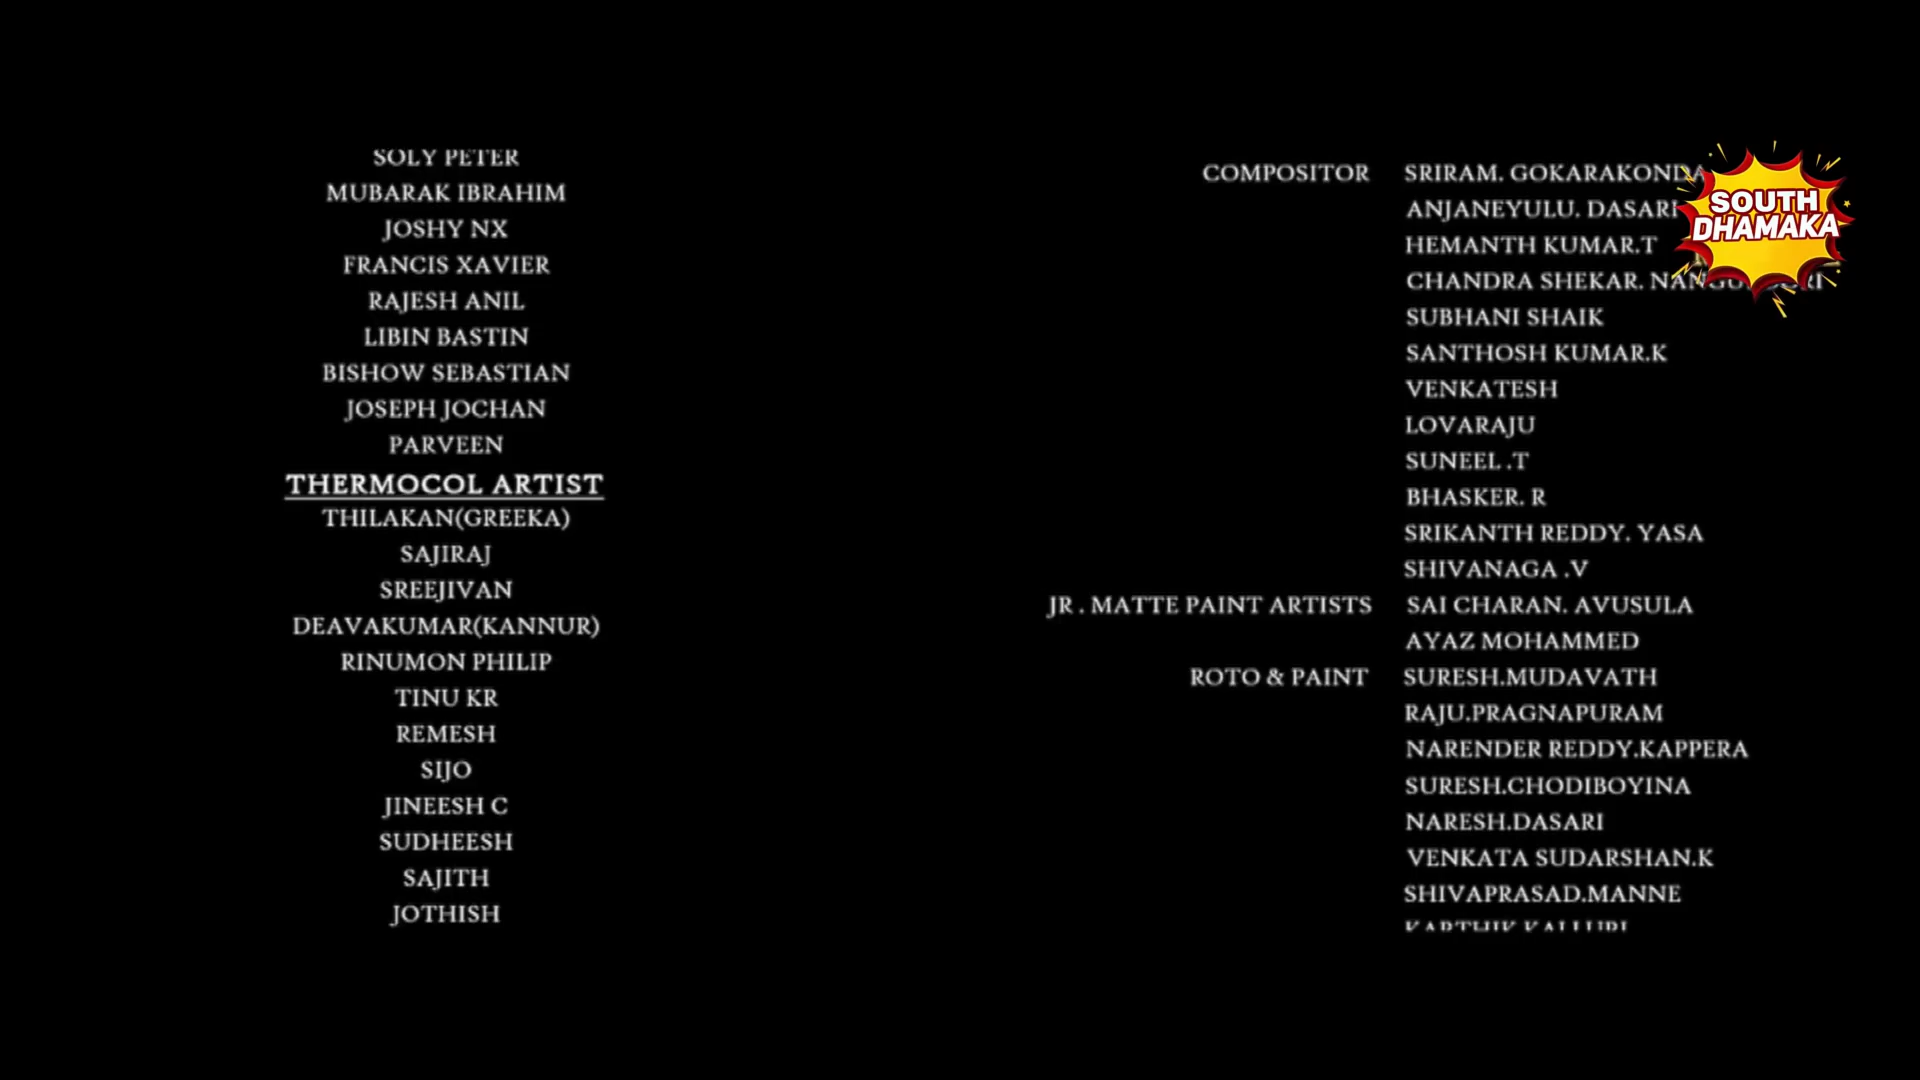 SOLY PETER
MUBARAK IBRAHIM
JOSHY NX
FRANCIS XAVIER
RAJESH ANIL
LIBIN BASTIN
BISHOW SEBASTIAN
JOSEPH JOCHAN
PARVEEN
THERMOCOL ARTIST
THILAKAN(GREEKA)
SAJIRAJ
SREEJIVAN
DEAVAKUMAR(KANNUR)
RINUMON PHILIP
TINU KR
REMESH
SIJO
JINEESH C
SUDHEESH
SAJITH
JOTHISH
COMPOSITOR SRIRAM. GOKARAKONDA
ANJANEYULU. DASARI
HEMANTH KUMAR.T
CHANDRA SHEKAR.
SUBHANI SHAIK
SANTHOSH KUMAR.K
VENKATESH
LOVARAJU
SUNEEL .T
BHASKER. R
SRIKANTH REDDY. YASA
SHIVANAGA .V
JR . MATTE PAINT ARTISTS SAI CHARAN. AVUSULA
AYAZ MOHAMMED
ROTO & PAINT SURESH.MUDAVATH
RAJU.PRAGNAPURAM
NARENDER REDDY.KAPPERA
SURESH.CHODIBOYINA
NARESH.DASARI
VENKATA SUDARSHAN.K
SHIVAPRASAD.MANNE
KARTHIK KALLURI
SOUTH
DHAMAKA